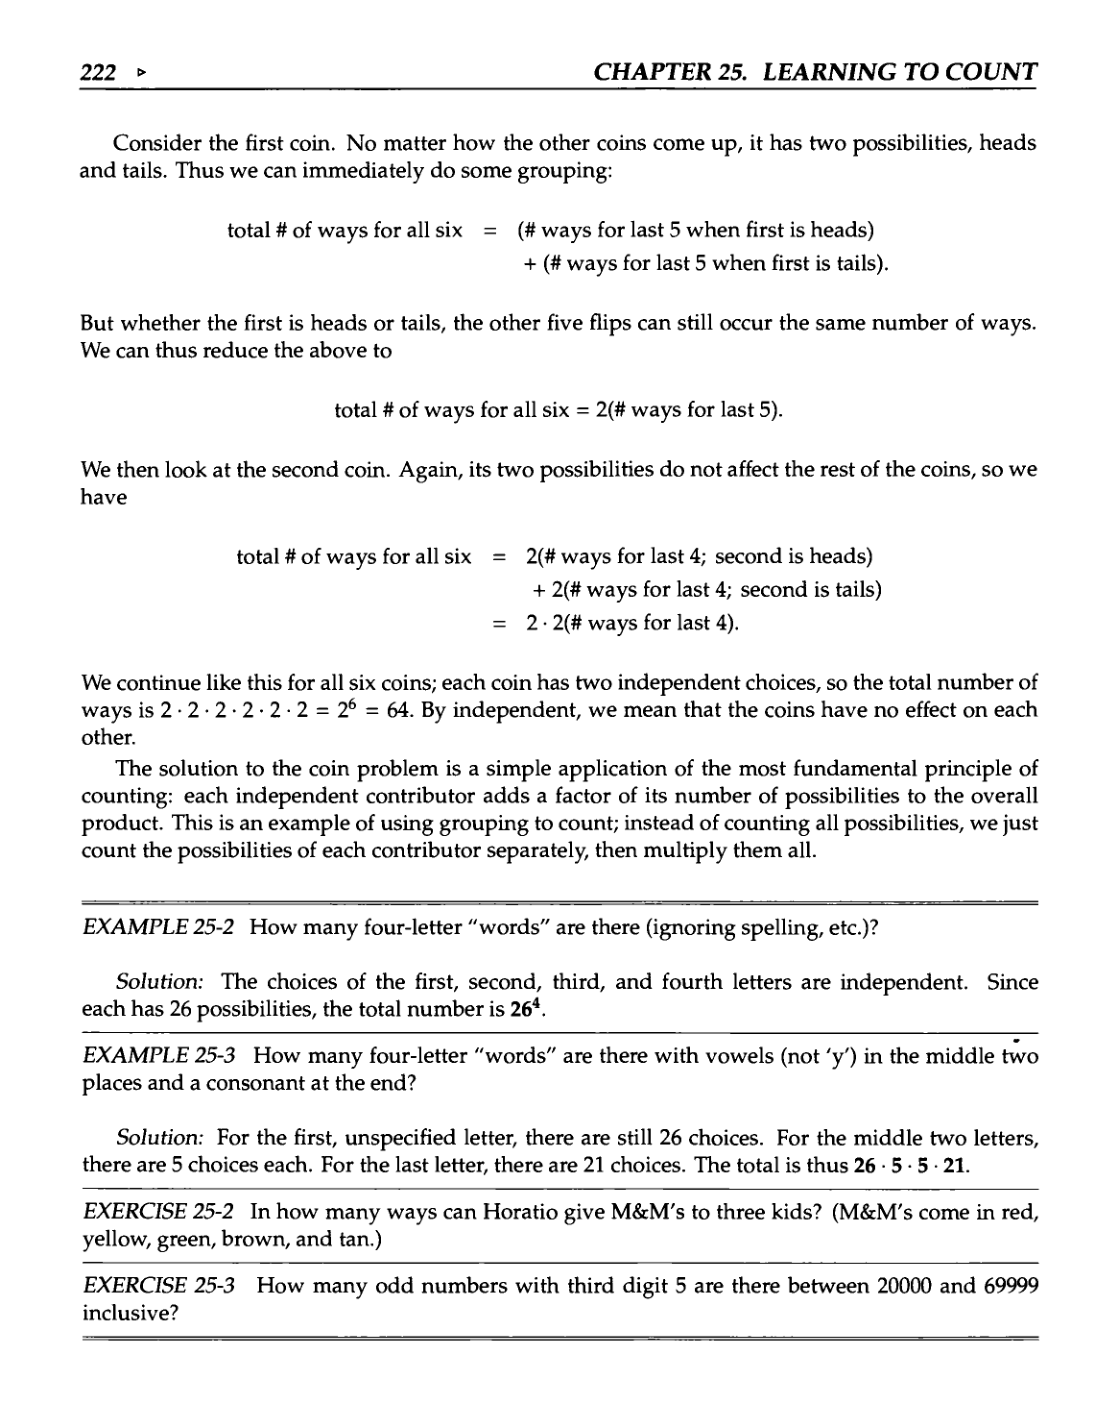 222 ▹ CHAPTER 25. LEARNING TO COUNT
Consider the first coin. No matter how the other coins come up, it has two possibilities, heads
and tails. Thus we can immediately do some grouping:
total # of ways for all six = (# ways for last 5 when first is heads)
+ (# ways for last 5 when first is tails).
But whether the first is heads or tails, the other five flips can still occur the same number of ways.
We can thus reduce the above to
total # of ways for all six = 2(# ways for last 5).
We then look at the second coin. Again, its two possibilities do not affect the rest of the coins, so we
have
total # of ways for all six = 2(# ways for last 4; second is heads)
+ 2(# ways for last 4; second is tails)
= 2 · 2(# ways for last 4).
We continue like this for all six coins; each coin has two independent choices, so the total number of
ways is 2 · 2 · 2 · 2 · 2 · 2 = 2⁶ = 64. By independent, we mean that the coins have no effect on each
other.
The solution to the coin problem is a simple application of the most fundamental principle of
counting: each independent contributor adds a factor of its number of possibilities to the overall
product. This is an example of using grouping to count; instead of counting all possibilities, we just
count the possibilities of each contributor separately, then multiply them all.
EXAMPLE 25-2 How many four-letter "words" are there (ignoring spelling, etc.)?
Solution: The choices of the first, second, third, and fourth letters are independent. Since
each has 26 possibilities, the total number is 26⁴.
EXAMPLE 25-3 How many four-letter "words" are there with vowels (not 'y') in the middle two
places and a consonant at the end?
Solution: For the first, unspecified letter, there are still 26 choices. For the middle two letters,
there are 5 choices each. For the last letter, there are 21 choices. The total is thus 26 · 5 · 5 · 21.
EXERCISE 25-2 In how many ways can Horatio give M&M's to three kids? (M&M's come in red,
yellow, green, brown, and tan.)
EXERCISE 25-3 How many odd numbers with third digit 5 are there between 20000 and 69999
inclusive?